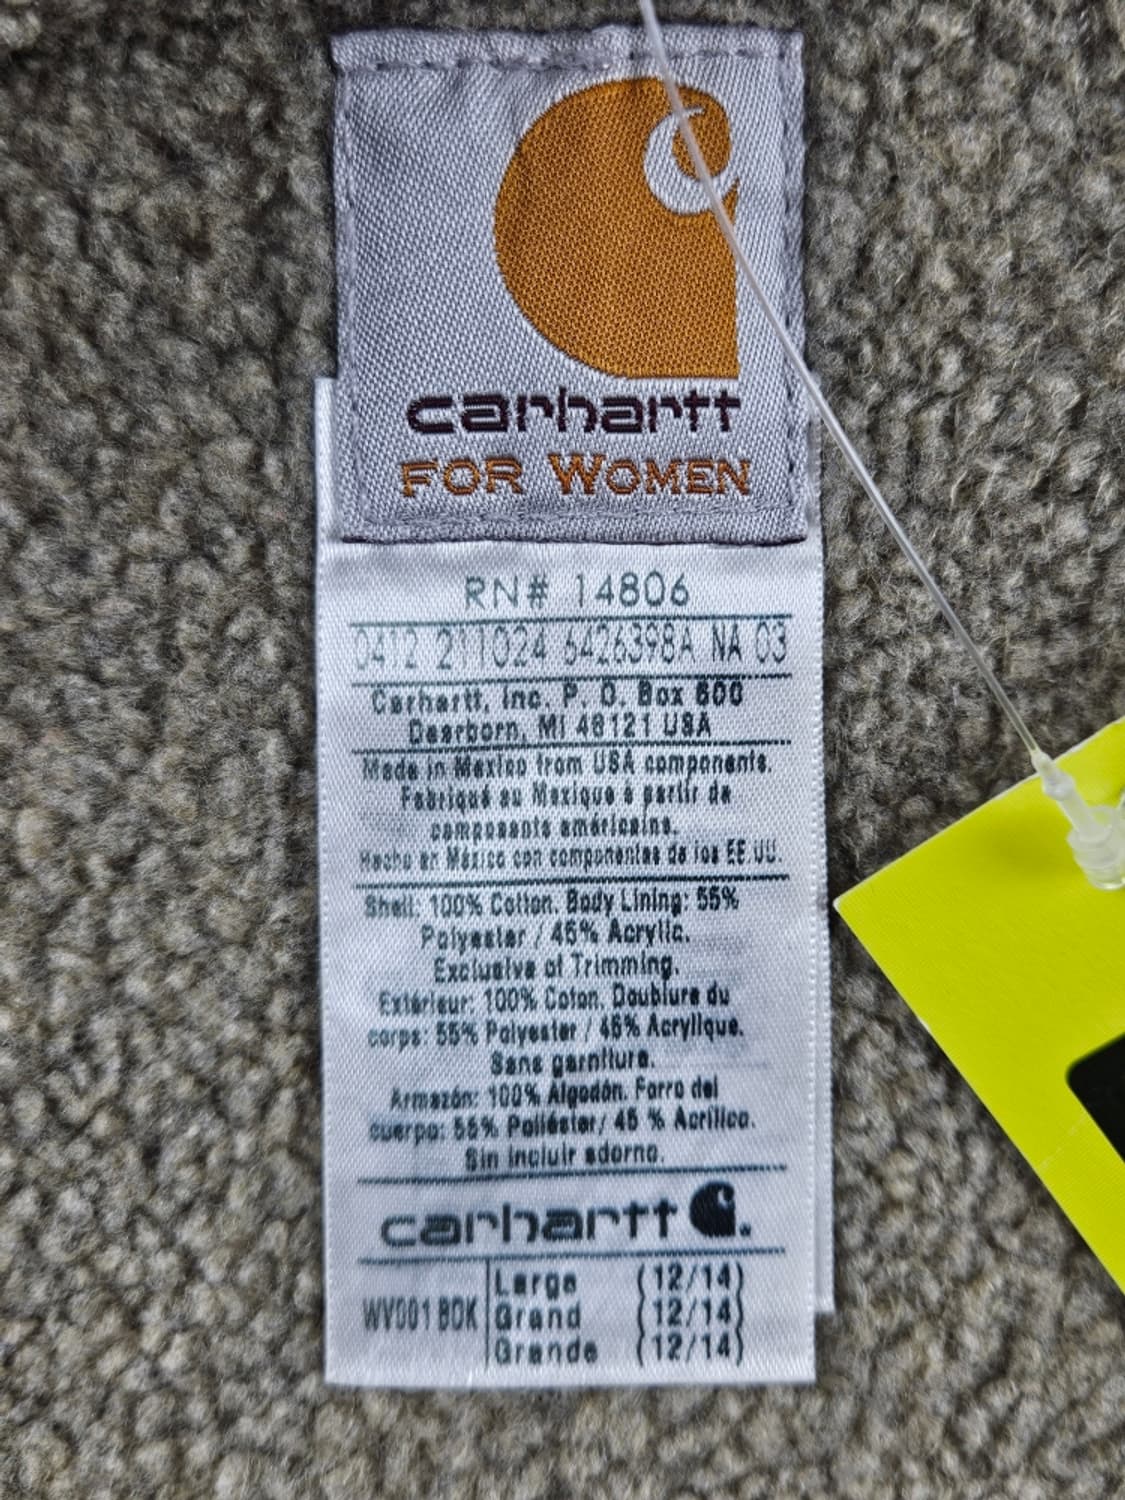 carhartt
FOR WOMEN
RN# 14806
0412 211024 6426398A NA 03
Carhartt, Inc. P. O. Box 600
Dearborn, MI 48121 USA
Made in Mexico from USA components.
Fabriqué au Mexique à partir de
composants américains.
Hecho en México con componentes de los EE.UU.
Shell: 100% Cotton. Body Lining: 55%
Polyester / 45% Acrylic.
Exclusive of Trimming.
Extérieur: 100% Coton. Doublure du
corps: 55% Polyester / 45% Acrylique.
Sans garniture.
Armazón: 100% Algodón. Forro del
cuerpo: 55% Poliéster/ 45 % Acrílico.
Sin incluir adorno.
carhartt
WV001 BDK Large (12/14)
Grand (12/14)
Grande (12/14)